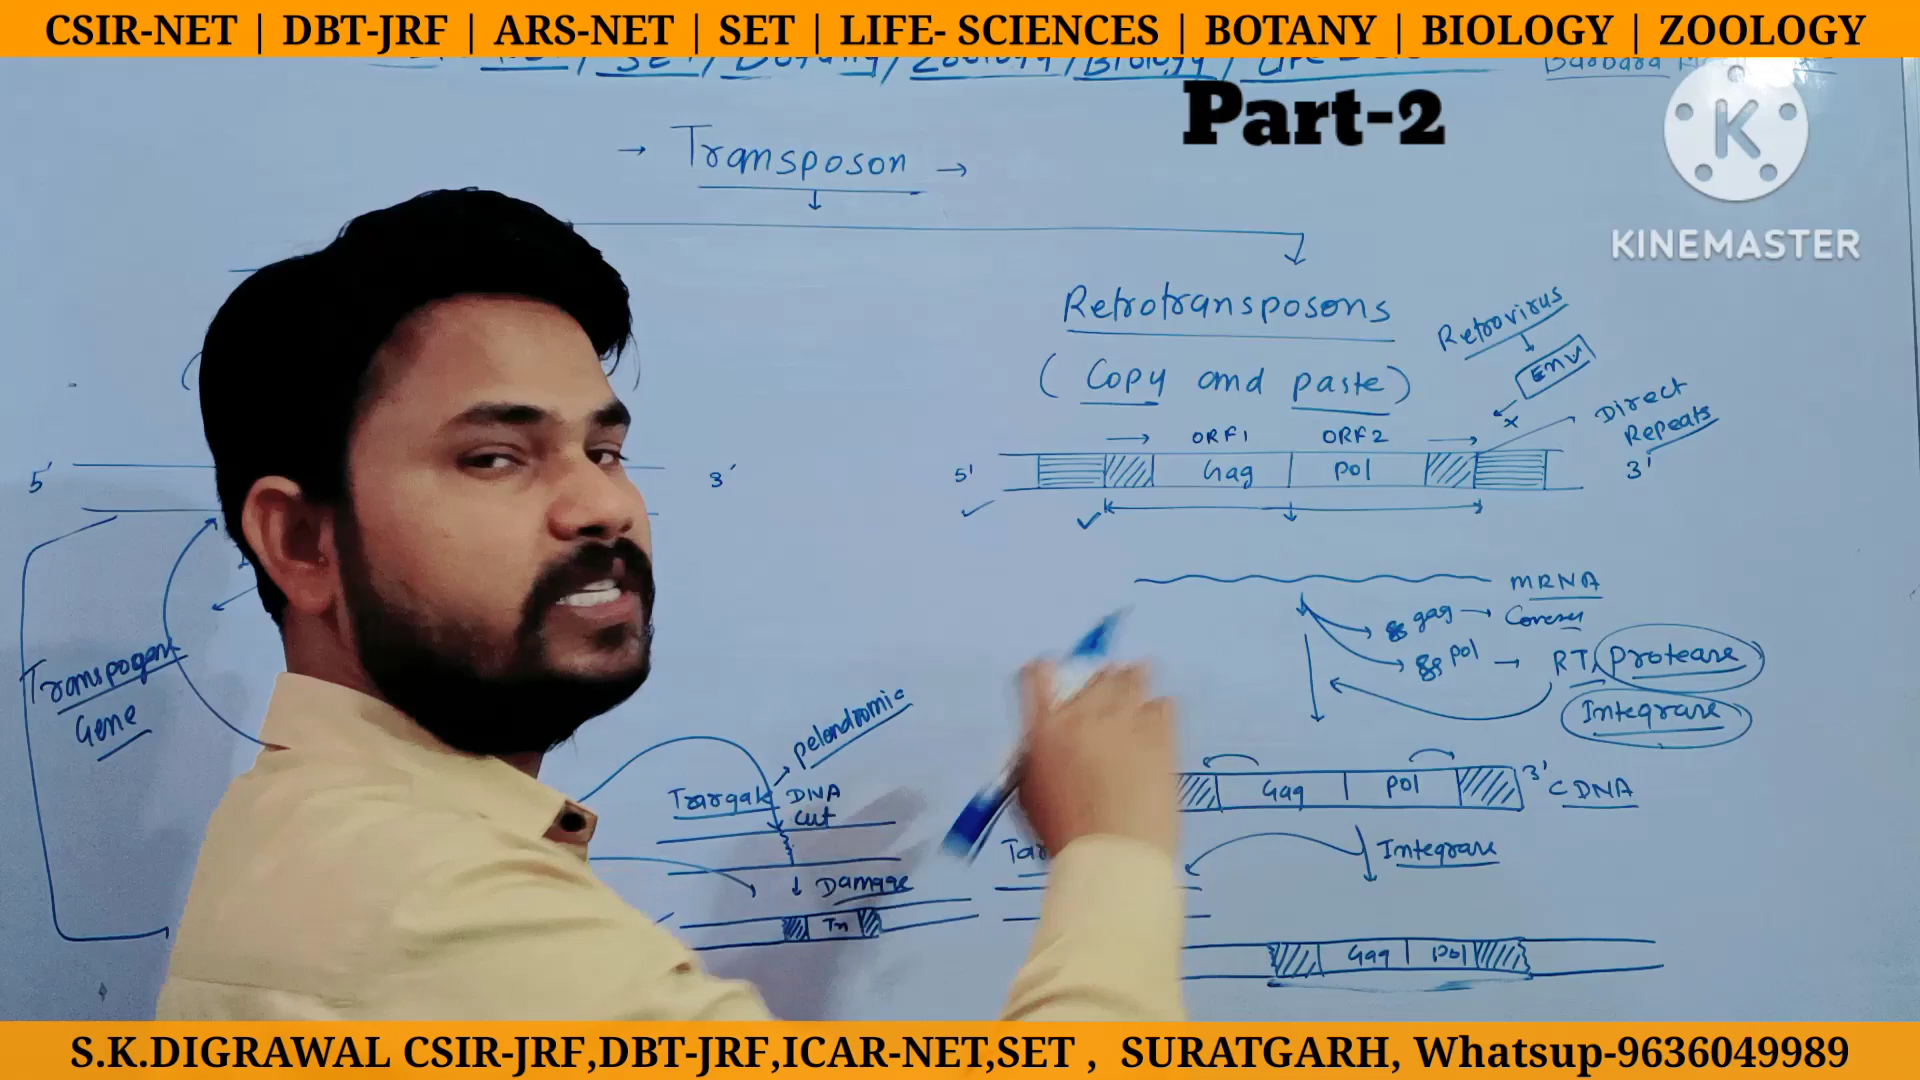 CSIR-NET | DBT-JRF | ARS-NET | SET | LIFE- SCIENCES | BOTANY | BIOLOGY | ZOOLOGY
Part-2
KINEMASTER
→ Transposon →
Retrotransposons
(Copy and paste)
Retrovirus
Env
x
Direct
Repeats
ORF1 ORF2
5' Gag Pol 3'
5' 3'
mRNA
gag → 
pol → RT, Protease
Integrase
Transpogan
Gene
pelendromic
Targak DNA
cut
Damage
Tn
Gag Pol 3' CDNA
Integrase
Gag Pol
S.K.DIGRAWAL CSIR-JRF,DBT-JRF,ICAR-NET,SET , SURATGARH, Whatsup-9636049989